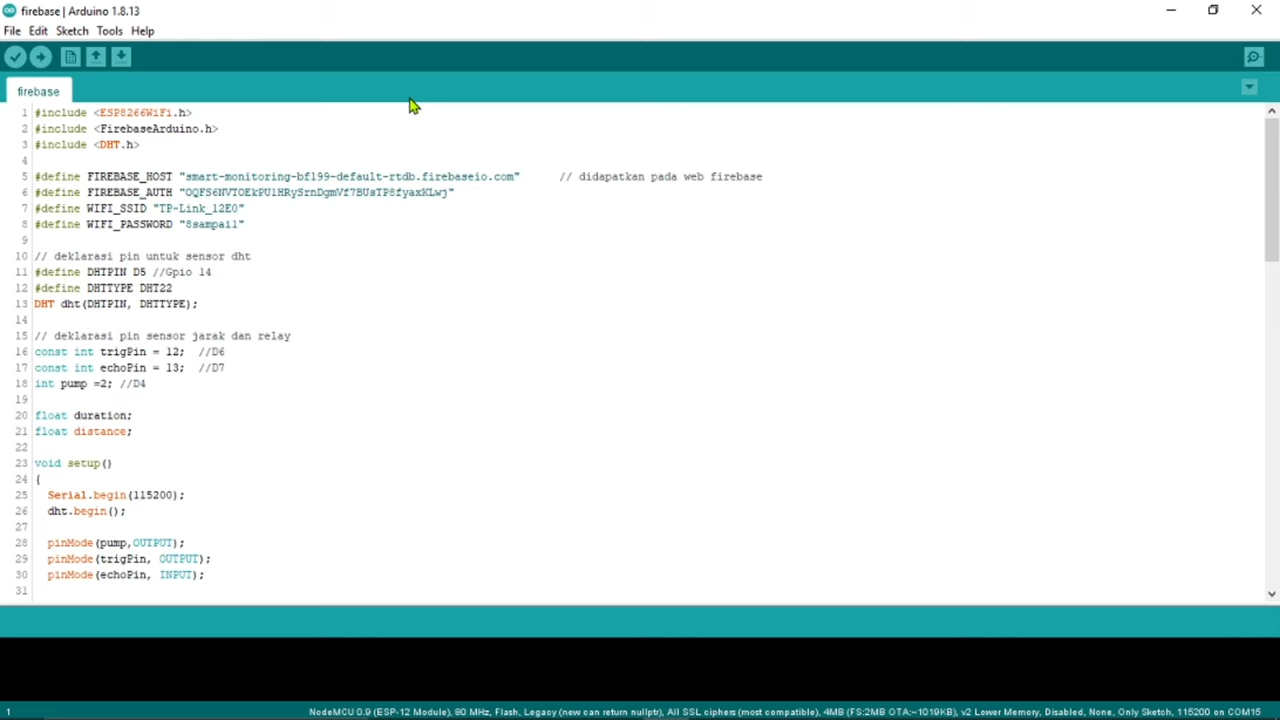 firebase | Arduino 1.8.13
File Edit Sketch Tools Help
firebase
1 #include <ESP8266WiFi.h>
2 #include <FirebaseArduino.h>
3 #include <DHT.h>
4
5 #define FIREBASE_HOST "smart-monitoring-bf199-default-rtdb.firebaseio.com" // didapatkan pada web firebase
6 #define FIREBASE_AUTH "OQFS6NVTOEkPU1HRySrnDgmVf7BUsTP8fyaxKLwj"
7 #define WIFI_SSID "TP-Link_12E0"
8 #define WIFI_PASSWORD "8sampai1"
9
10 // deklarasi pin untuk sensor dht
11 #define DHTPIN D5 //Gpio 14
12 #define DHTTYPE DHT22
13 DHT dht(DHTPIN, DHTTYPE);
14
15 // deklarasi pin sensor jarak dan relay
16 const int trigPin = 12; //D6
17 const int echoPin = 13; //D7
18 int pump =2; //D4
19
20 float duration;
21 float distance;
22
23 void setup()
24 {
25 Serial.begin(115200);
26 dht.begin();
27
28 pinMode(pump,OUTPUT);
29 pinMode(trigPin, OUTPUT);
30 pinMode(echoPin, INPUT);
31
1 NodeMCU 0.9 (ESP-12 Module), 80 MHz, Flash, Legacy (new can return nullptr), All SSL ciphers (most compatible), 4MB (FS:2MB OTA:~1019KB), v2 Lower Memory, Disabled, None, Only Sketch, 115200 on COM15